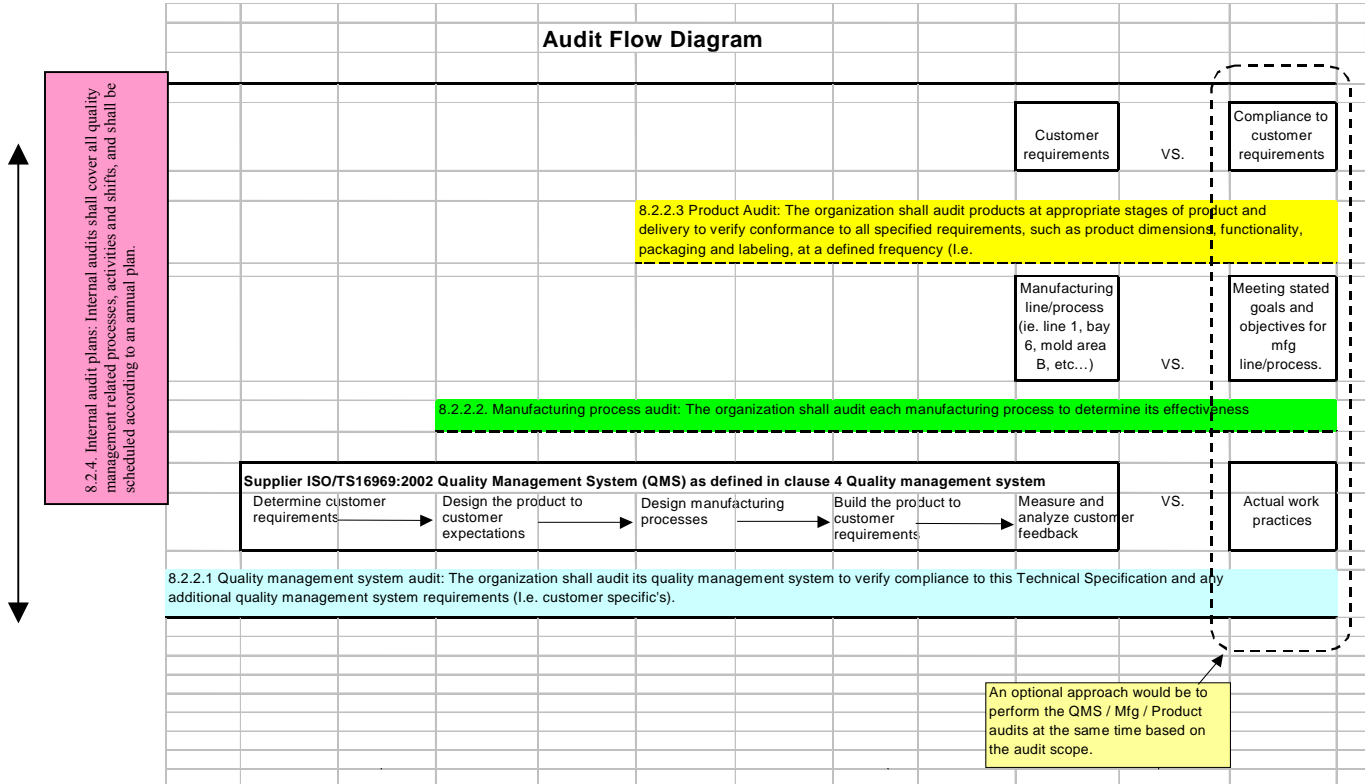 Audit Flow Diagram
8.2.4. Internal audit plans: Internal audits shall cover all quality
management related processes, activities and shifts, and shall be
scheduled according to an annual plan.
Customer
requirements
VS.
Compliance to
customer
requirements
8.2.2.3 Product Audit: The organization shall audit products at appropriate stages of product and
delivery to verify conformance to all specified requirements, such as product dimensions, functionality,
packaging and labeling, at a defined frequency (I.e.
Manufacturing
line/process
(ie. line 1, bay
6, mold area
B, etc...)
VS.
Meeting stated
goals and
objectives for
mfg
line/process.
8.2.2.2. Manufacturing process audit: The organization shall audit each manufacturing process to determine its effectiveness
Supplier ISO/TS16969:2002 Quality Management System (QMS) as defined in clause 4 Quality management system
Determine customer
requirements
Design the product to
customer
expectations
Design manufacturing
processes
Build the product to
customer
requirements
Measure and
analyze customer
feedback
VS.
Actual work
practices
8.2.2.1 Quality management system audit: The organization shall audit its quality management system to verify compliance to this Technical Specification and any
additional quality management system requirements (I.e. customer specific's).
An optional approach would be to
perform the QMS / Mfg / Product
audits at the same time based on
the audit scope.